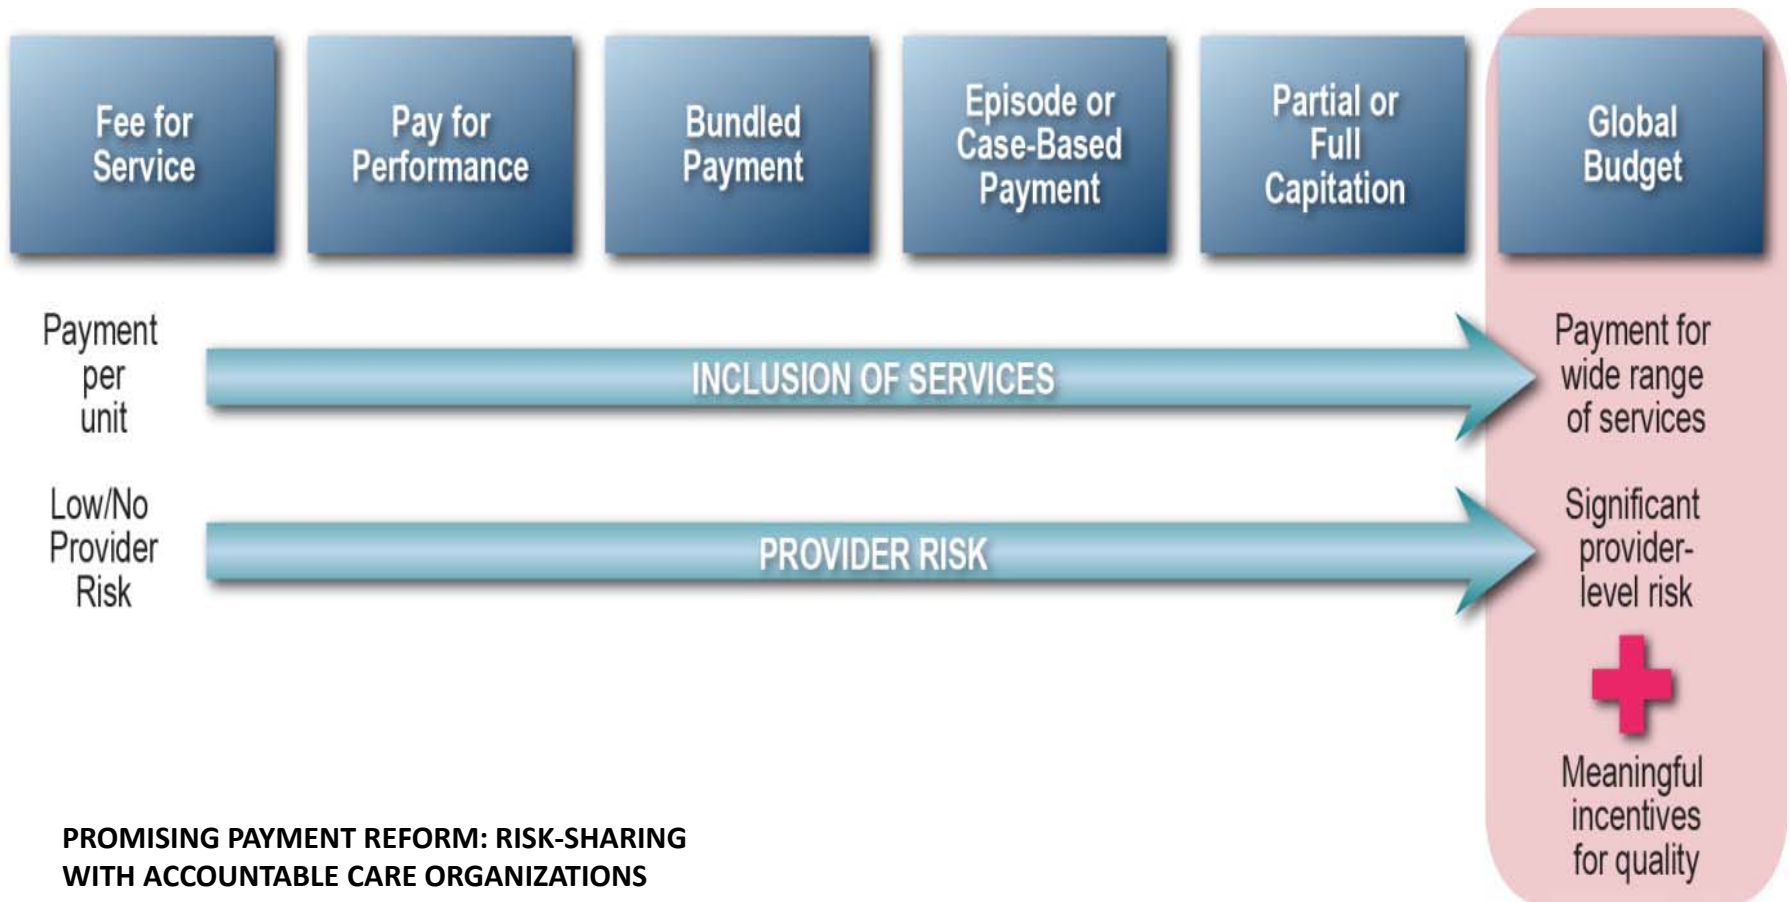 Fee for
Service
Pay for
Performance
Bundled
Payment
Episode or
Case-Based
Payment
Partial or
Full
Capitation
Global
Budget
Payment
per
unit
INCLUSION OF SERVICES
Payment for
wide range
of services
Low/No
Provider
Risk
PROVIDER RISK
Significant
provider-
level risk
Meaningful
incentives
for quality
PROMISING PAYMENT REFORM: RISK-SHARING
WITH ACCOUNTABLE CARE ORGANIZATIONS